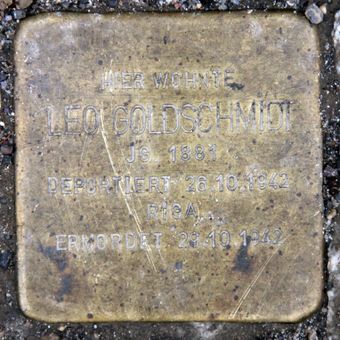 HIER WOHNTE
LEO GOLDSCHMIDT
JG. 1881
DEPORTIERT 26.10.1942
RIGA
ERMORDET 29.10.1942